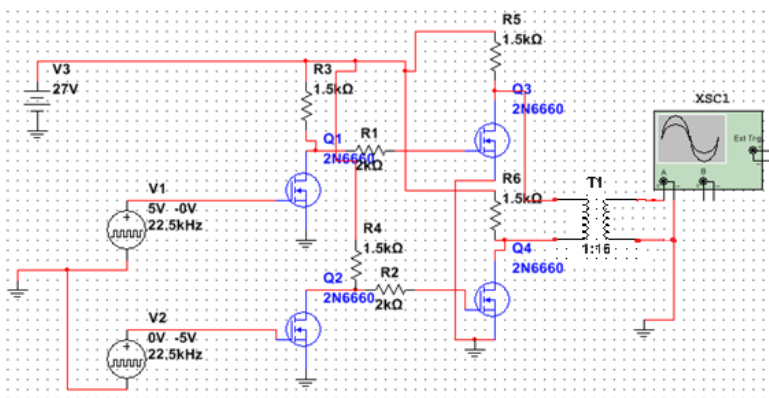 R5
1.5kΩ
V3
27V
R3
1.5kΩ
Q3
2N6660
XSC1
Ext Trig
A
B
Q1
2N6660
R1
2kΩ
V1
5V -0V
22.5kHz
R6
1.5kΩ
T1
1:16
R4
1.5kΩ
Q4
2N6660
Q2
2N6660
R2
2kΩ
V2
0V -5V
22.5kHz